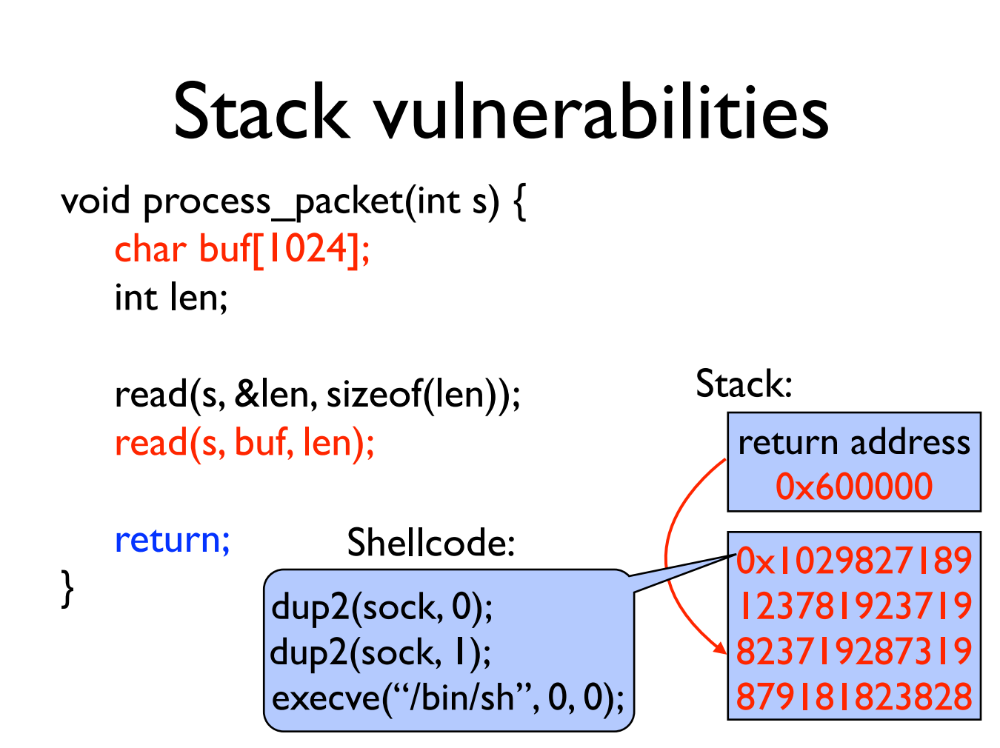 Stack vulnerabilities
void process_packet(int s) {
char buf[1024];
int len;
read(s, &len, sizeof(len));
read(s, buf, len);
return;
}
Shellcode:
dup2(sock, 0);
dup2(sock, 1);
execve(“/bin/sh”, 0, 0);
Stack:
return address
0x600000
0x1029827189
123781923719
823719287319
879181823828